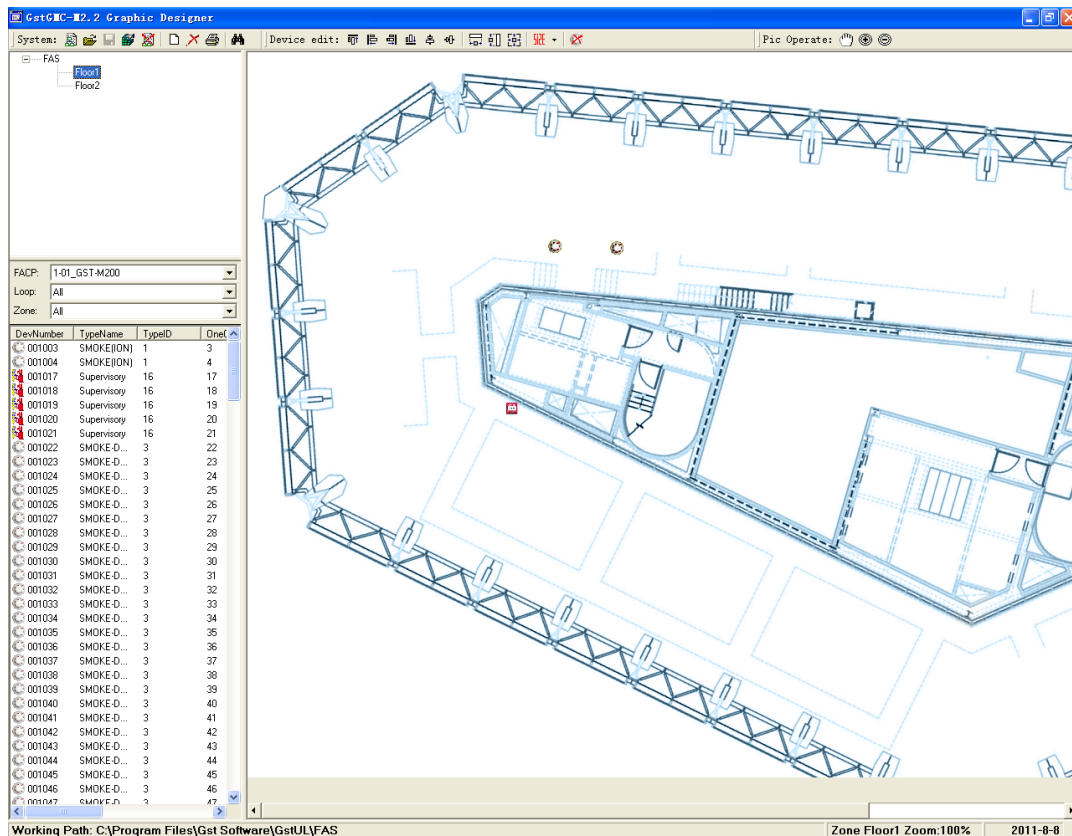 GstGMC-M2.2 Graphic Designer
System: Device edit: SIZE Pic Operate:
FAS
Floor1
Floor2
FACP: 1-01_GST-M200
Loop: All
Zone: All
DevNumber TypeName TypeID One(
001003 SMOKE(ION) 1 3
001004 SMOKE(ION) 1 4
001017 Supervisory 16 17
001018 Supervisory 16 18
001019 Supervisory 16 19
001020 Supervisory 16 20
001021 Supervisory 16 21
001022 SMOKE-D... 3 22
001023 SMOKE-D... 3 23
001024 SMOKE-D... 3 24
001025 SMOKE-D... 3 25
001026 SMOKE-D... 3 26
001027 SMOKE-D... 3 27
001028 SMOKE-D... 3 28
001029 SMOKE-D... 3 29
001030 SMOKE-D... 3 30
001031 SMOKE-D... 3 31
001032 SMOKE-D... 3 32
001033 SMOKE-D... 3 33
001034 SMOKE-D... 3 34
001035 SMOKE-D... 3 35
001036 SMOKE-D... 3 36
001037 SMOKE-D... 3 37
001038 SMOKE-D... 3 38
001039 SMOKE-D... 3 39
001040 SMOKE-D... 3 40
001041 SMOKE-D... 3 41
001042 SMOKE-D... 3 42
001043 SMOKE-D... 3 43
001044 SMOKE-D... 3 44
001045 SMOKE-D... 3 45
001046 SMOKE-D... 3 46
001047 SMOKE-D... 3 47
Working Path: C:\Program Files\Gst Software\GstUL\FAS Zone Floor1 Zoom:100% 2011-8-8